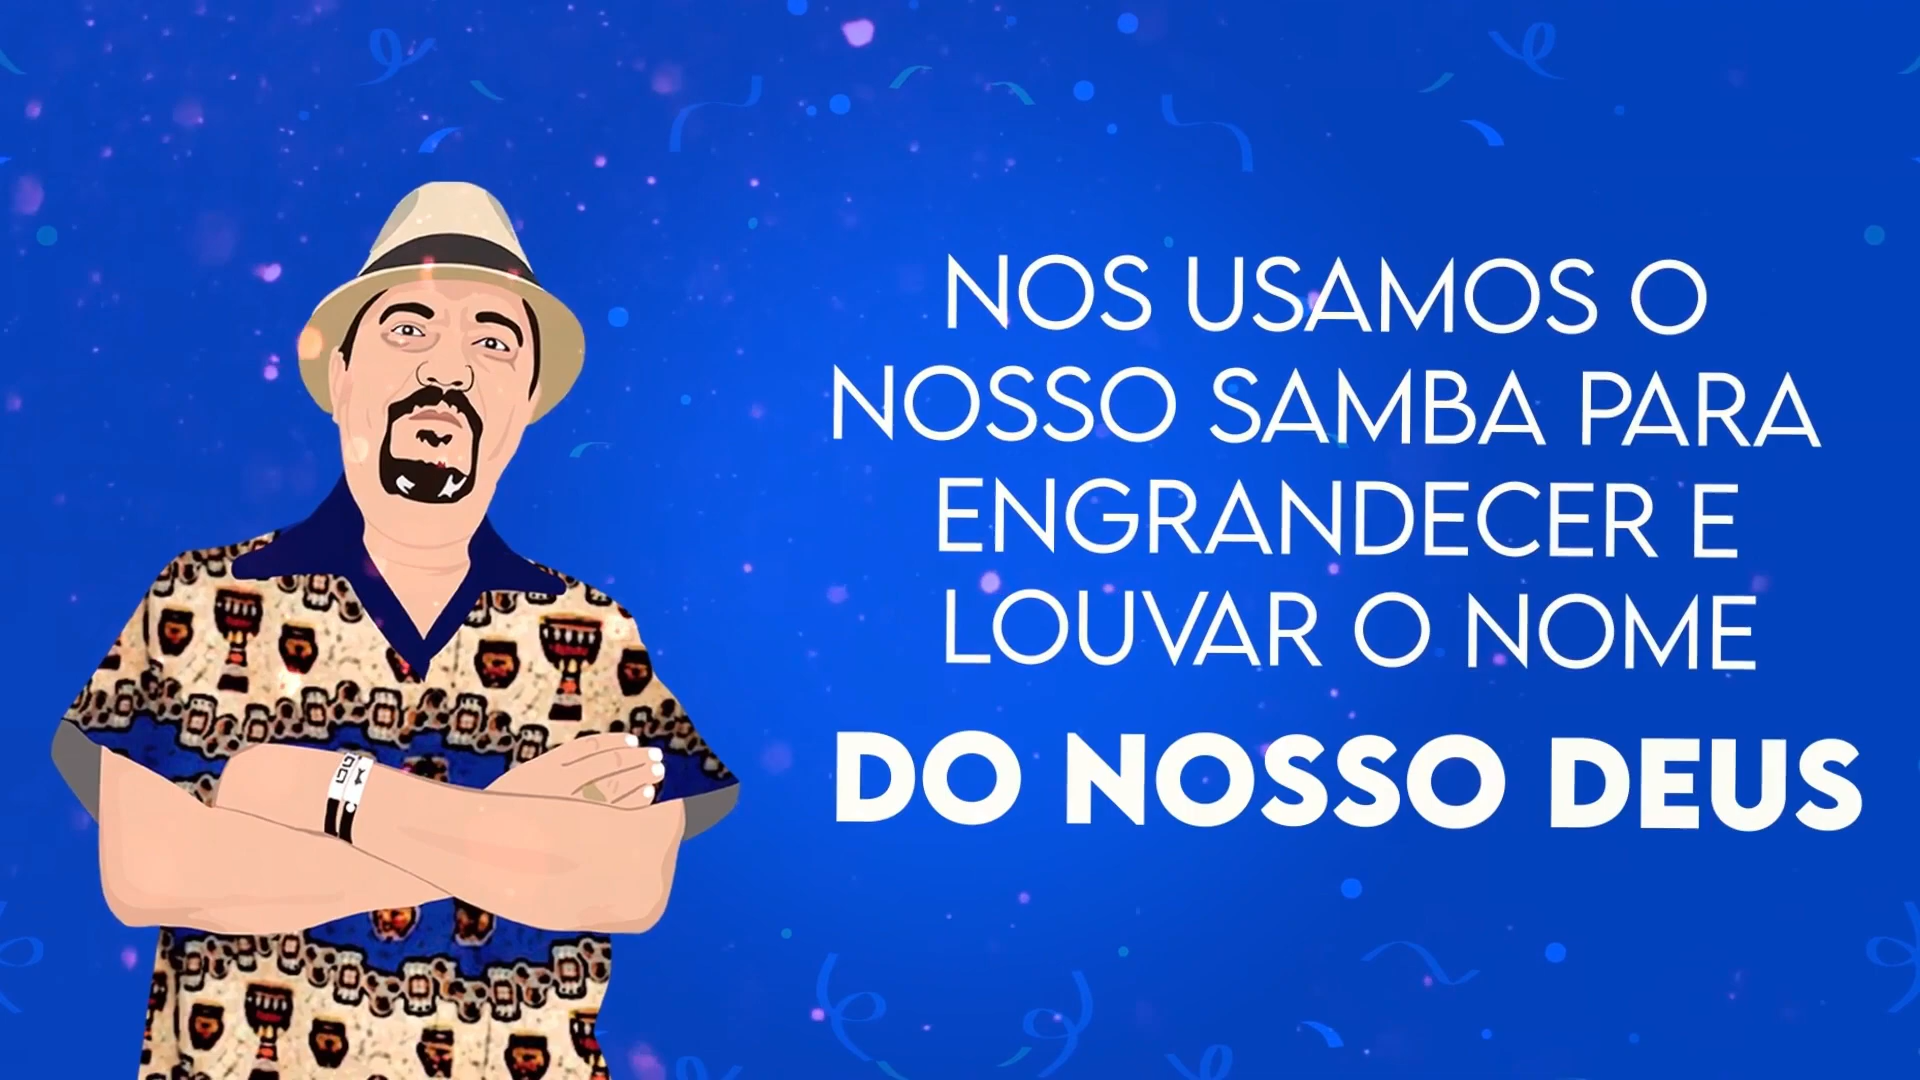 NOS USAMOS O
NOSSO SAMBA PARA
ENGRANDECER E
LOUVAR O NOME
DO NOSSO DEUS